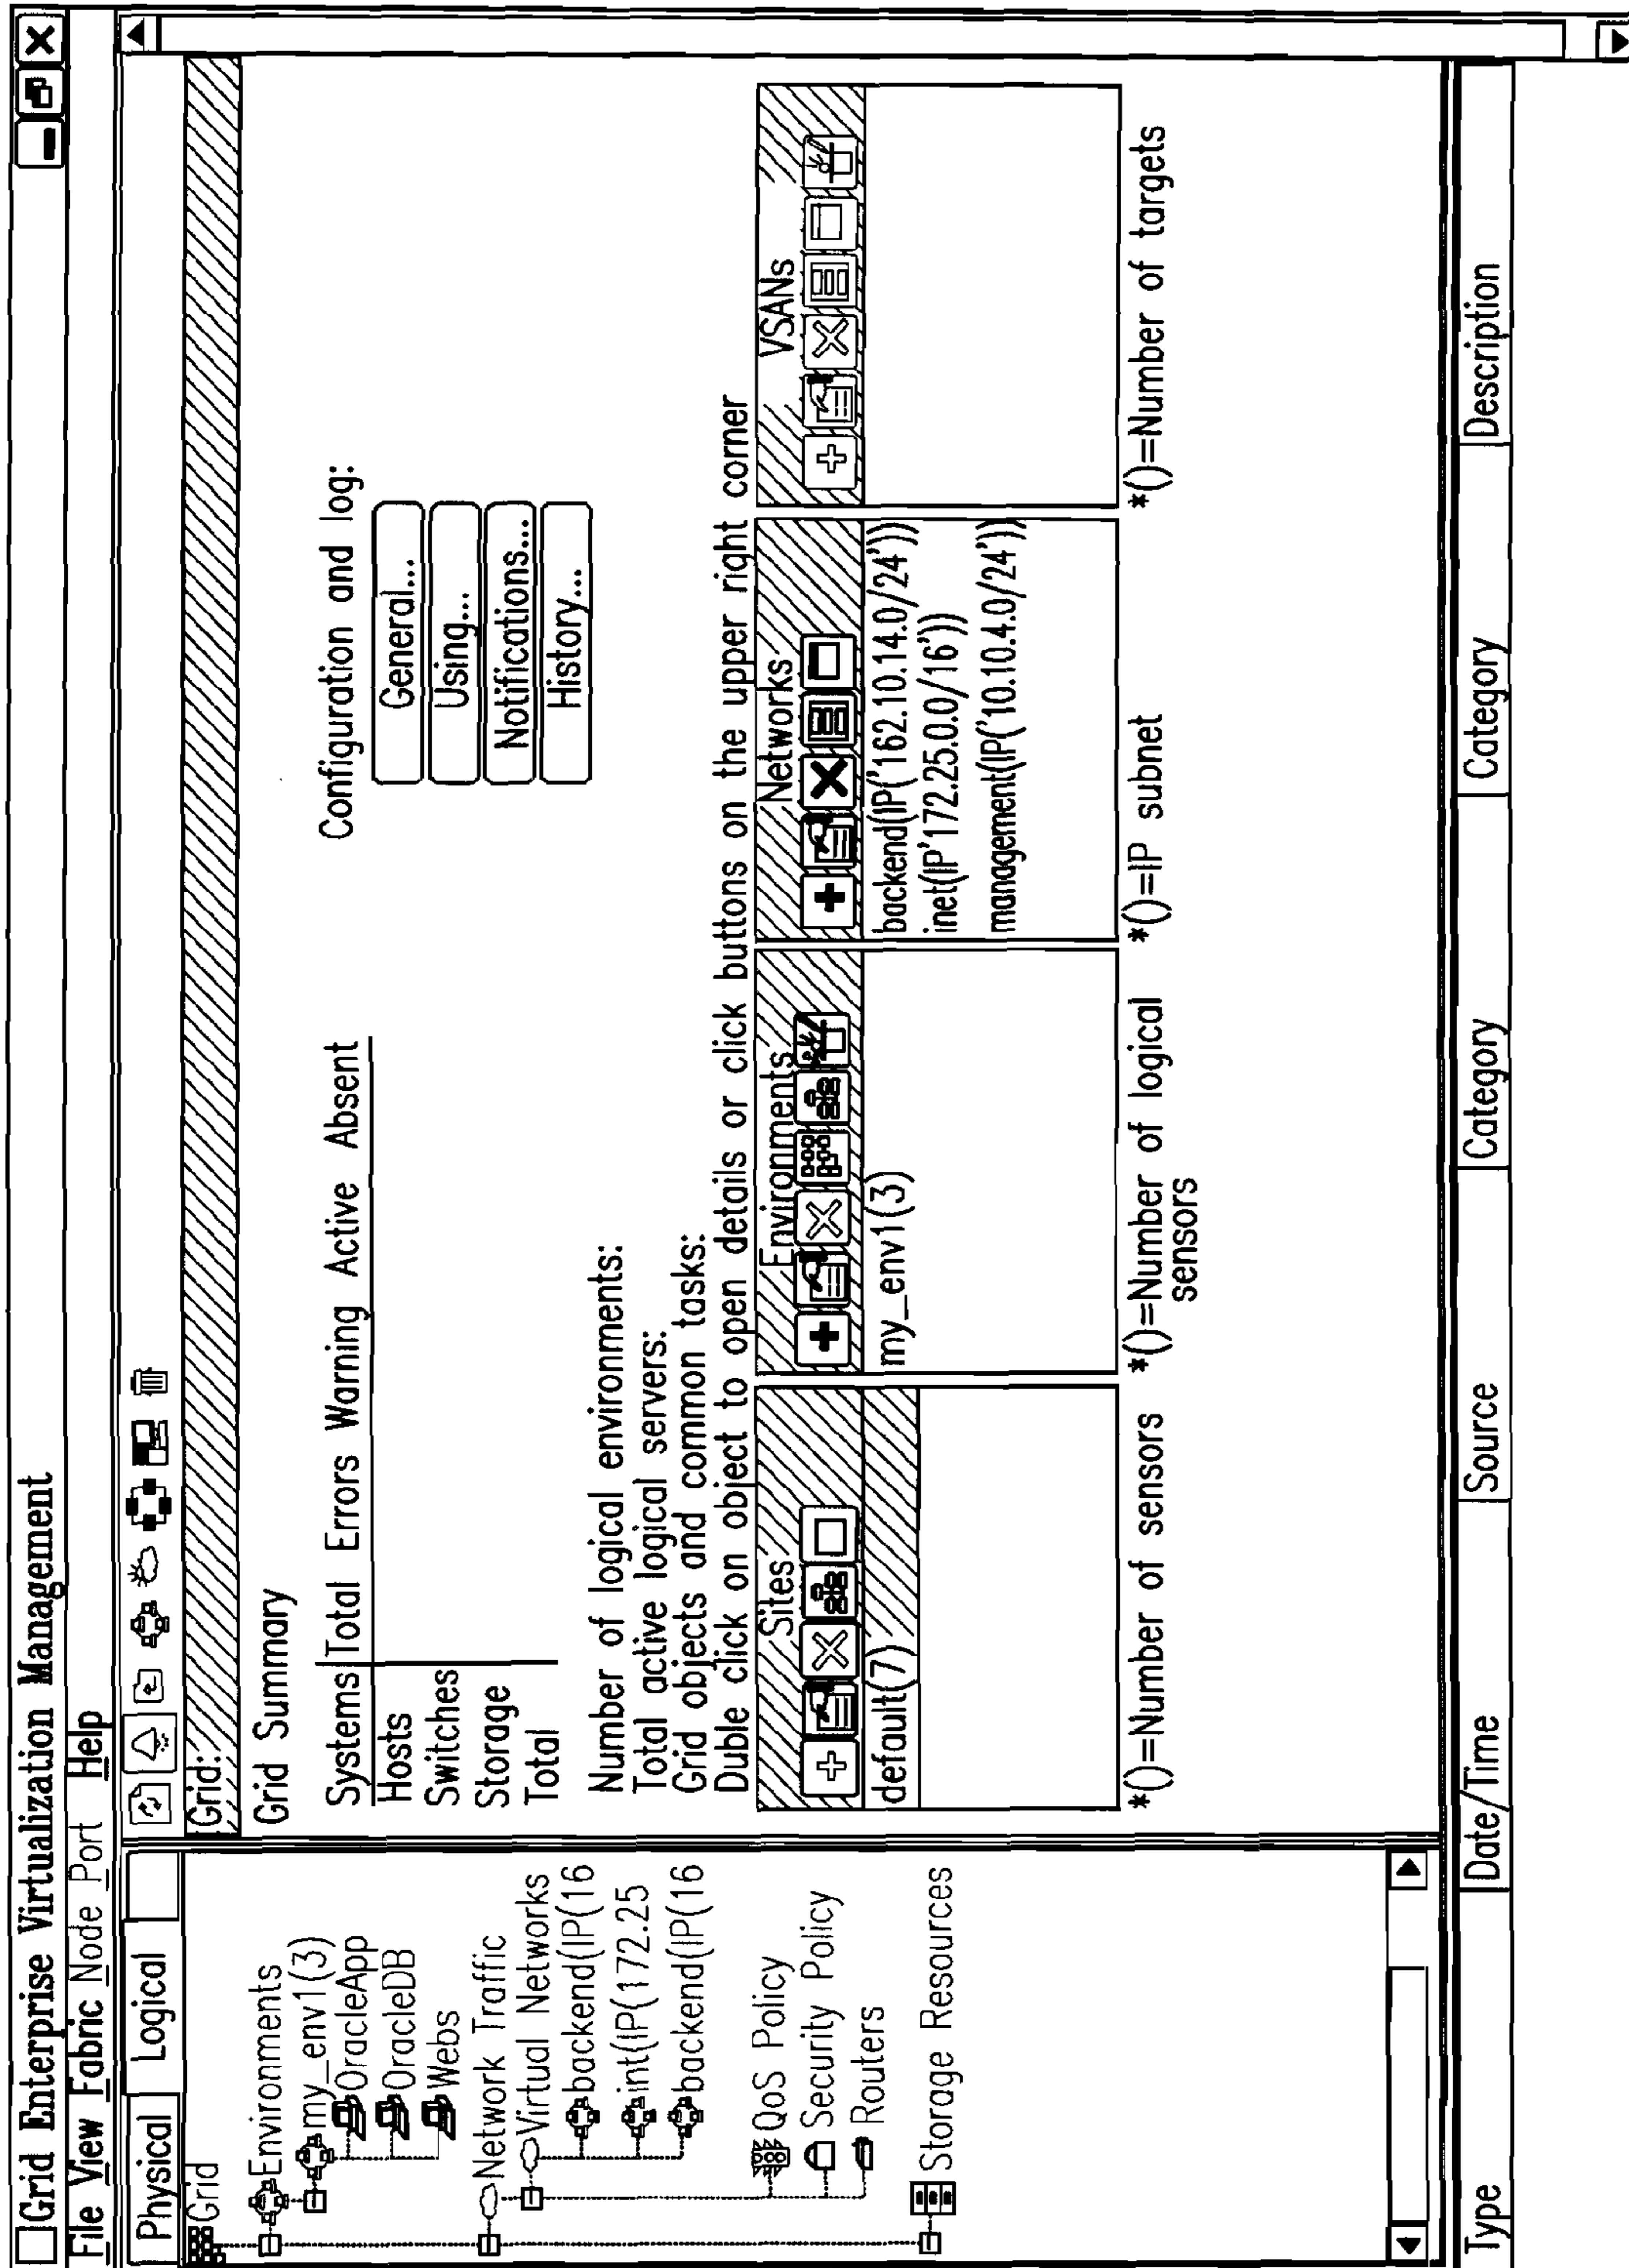 Grid Enterprise Virtualization Management
File View Fabric Node Port Help
Physical Logical
Grid
Environments
my_env1(3)
OracleApp
OracleDB
Webs
Network Traffic
Virtual Networks
backend(IP(16
int(IP(172.25
backend(IP(16
QoS Policy
Security Policy
Routers
Storage Resources
Grid:
Grid Summary
Systems Total Errors Warning Active Absent
Hosts
Switches
Storage
Total
Configuration and log:
General...
Using...
Notifications...
History...
Number of logical environments:
Total active logical servers:
Grid objects and common tasks:
Duble click on object to open details or click buttons on the upper right corner
Sites
default(7)
*()=Number of sensors
Environments
my_env1(3)
*()=Number of logical
sensors
Networks
backend(IP('162.10.14.0/24'))
inet(IP'172.25.0.0/16'))
management(IP('10.10.4.0/24'))
*()=IP subnet
VSANs
*()=Number of targets
Type Date/Time Source Category Category Description